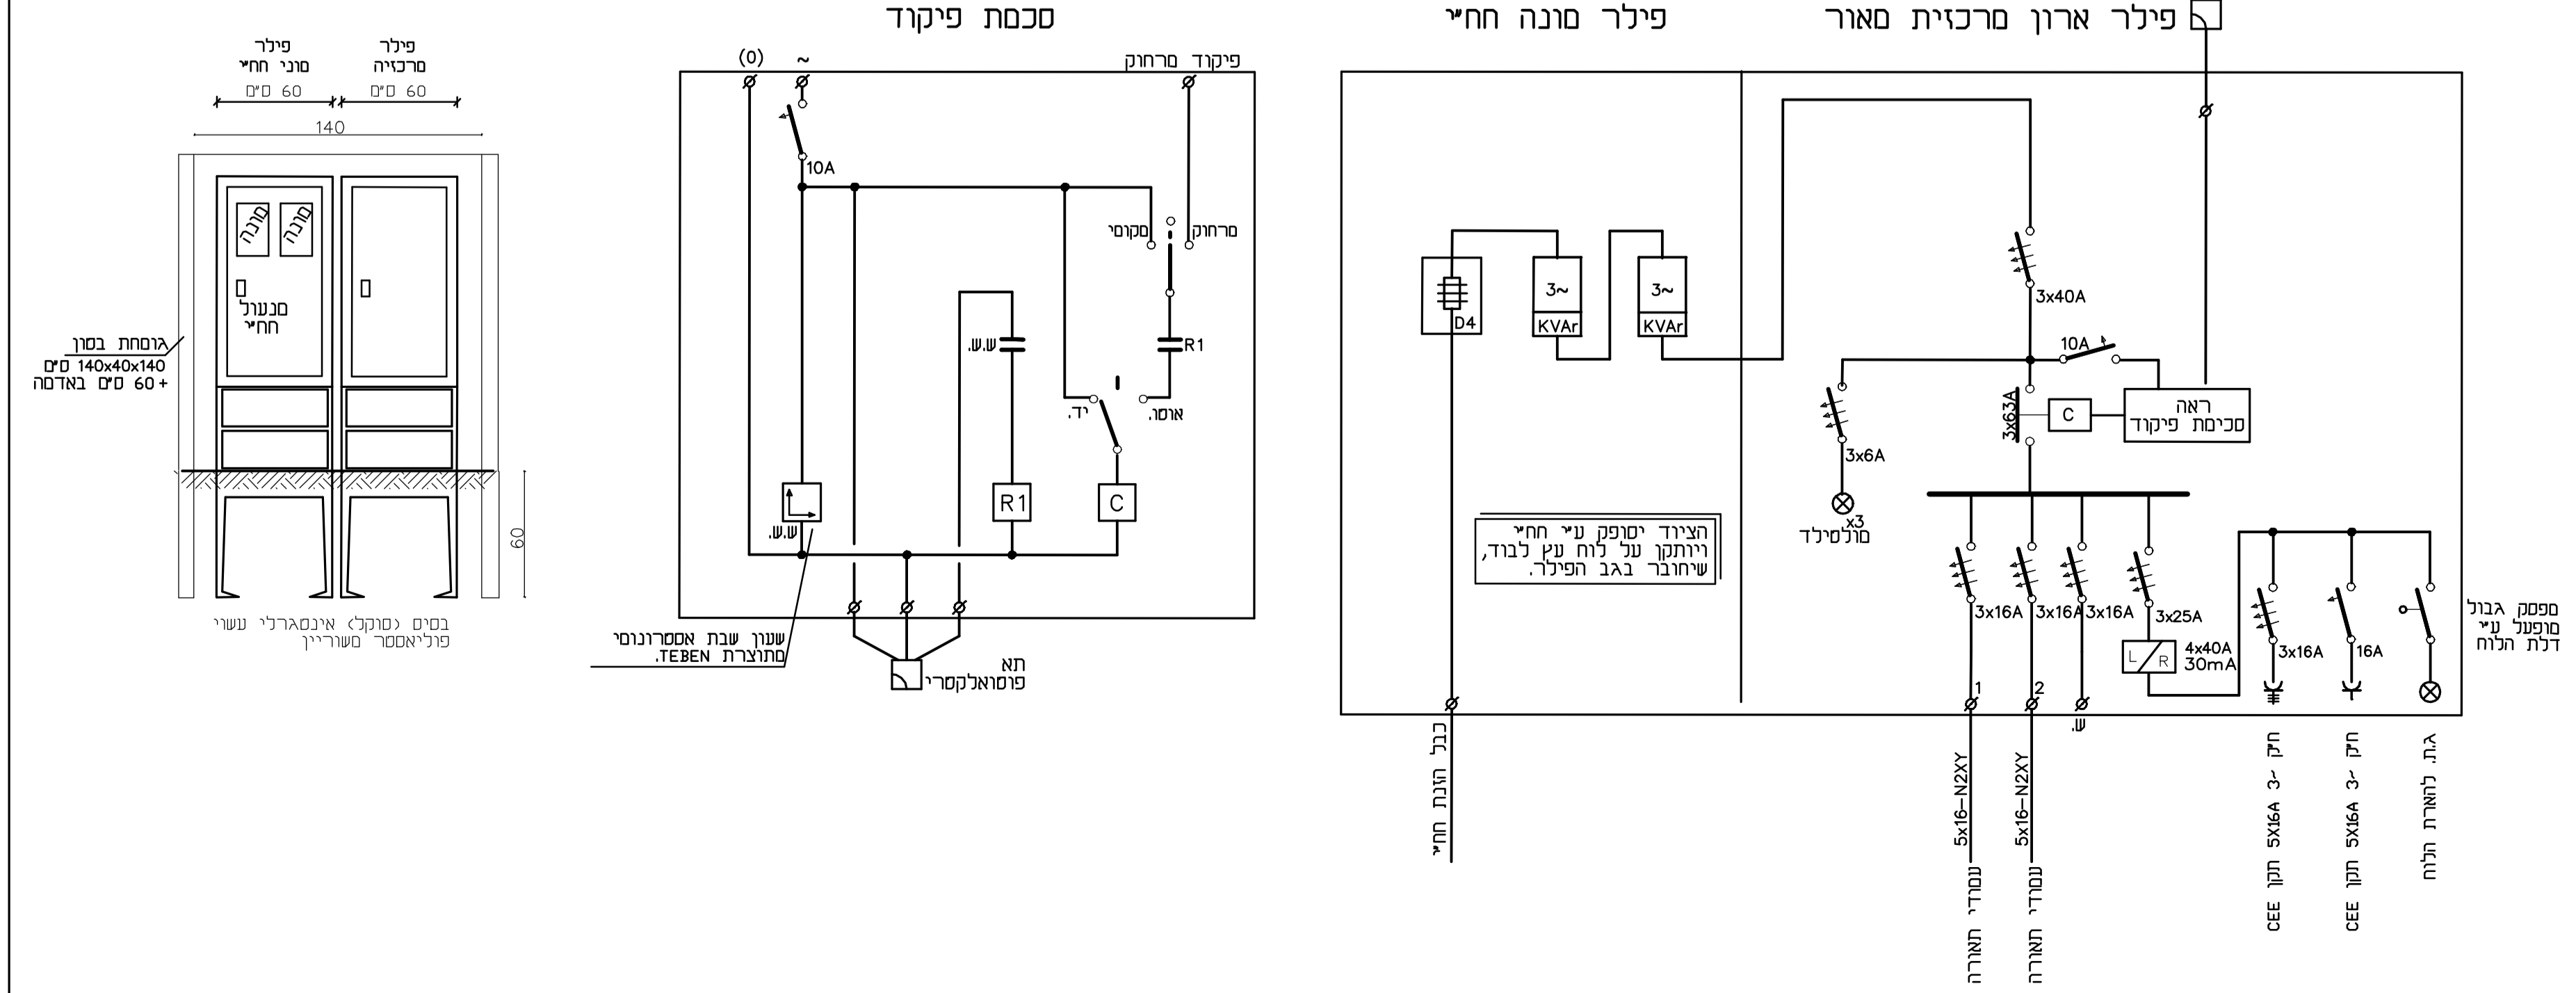 פילר ארון מרכזית מאור
פילר מונה חח״י
סכמת פיקוד
פילר
מרכזיה
60 ס״מ
פילר
מוני חח״י
60 ס״מ
140
מונה
מונה
מנעול
חח״י
גומחת בטון
140x40x140 ס״מ
+ 60 ס״מ באדמה
60
בסיס (סוקל) אינטגרלי עשוי
פוליאסטר משוריין
(0)
~
פיקוד מרחוק
10A
מקומי
מרחוק
ש.ש.
R1
יד.
אוטו.
ש.ש.
R1
C
שעון שבת אסטרונומי
מתוצרת TEBEN.
תא
פוטואלקטרי
D4
3~
KVAr
3~
KVAr
הציוד יסופק ע״י חח״י
ויותקן על לוח עץ לבוד,
שיחובר בגב הפילר.
3x40A
10A
3x63A
C
ראה
סכימת פיקוד
3x6A
x3
מולטילד
3x16A
3x16A
3x16A
3x25A
L
R
4x40A
30mA
3x16A
16A
מפסק גבול
מופעל ע״י
דלת הלוח
1
2
ש.
כבל הזנת חח״י
5x16-N2XY
עמודי תאורה
5x16-N2XY
עמודי תאורה
ח״ק 3~ 5X16A תקן CEE
ח״ק 3~ 5X16A תקן CEE
ג.ת. להארת הלוח